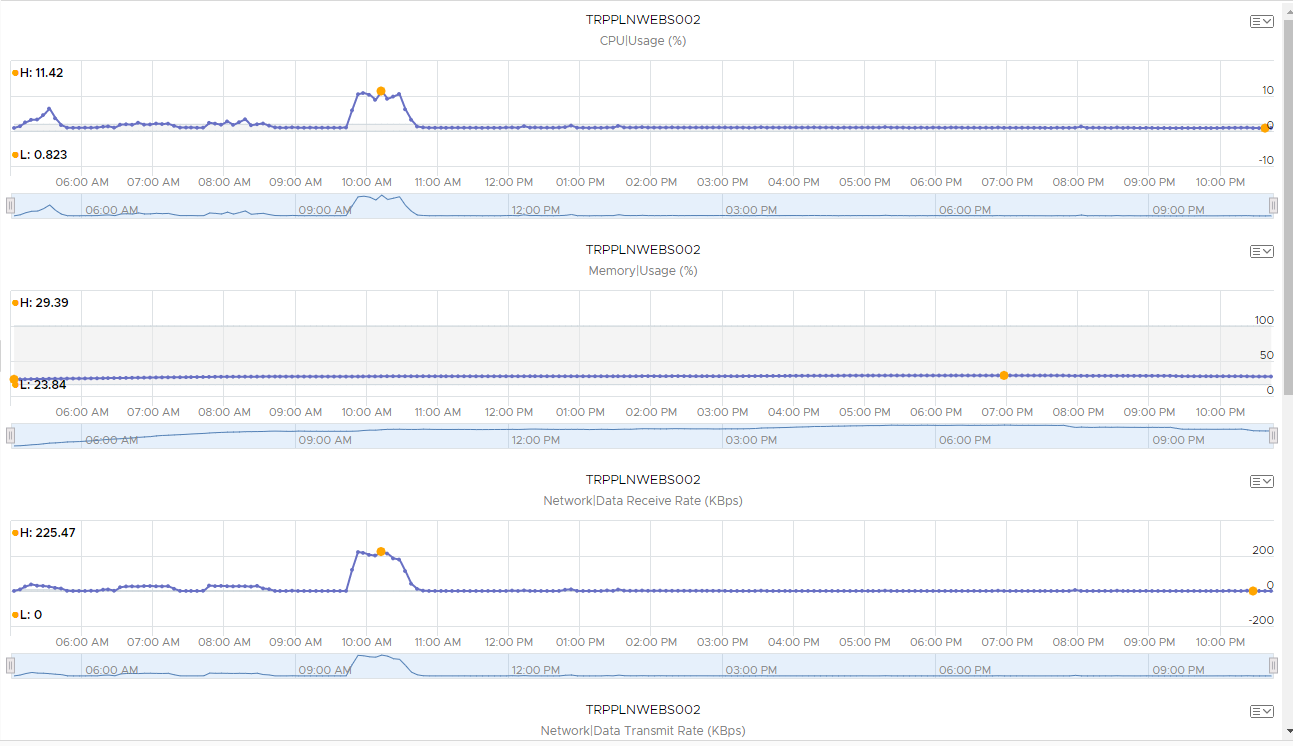 TRPPLNWEBS002
CPU|Usage (%)
H: 11.42
10
0
L: 0.823
-10
06:00 AM 07:00 AM 08:00 AM 09:00 AM 10:00 AM 11:00 AM 12:00 PM 01:00 PM 02:00 PM 03:00 PM 04:00 PM 05:00 PM 06:00 PM 07:00 PM 08:00 PM 09:00 PM 10:00 PM
06:00 AM 09:00 AM 12:00 PM 03:00 PM 06:00 PM 09:00 PM
TRPPLNWEBS002
Memory|Usage (%)
H: 29.39
100
50
L: 23.84
0
06:00 AM 07:00 AM 08:00 AM 09:00 AM 10:00 AM 11:00 AM 12:00 PM 01:00 PM 02:00 PM 03:00 PM 04:00 PM 05:00 PM 06:00 PM 07:00 PM 08:00 PM 09:00 PM 10:00 PM
06:00 AM 09:00 AM 12:00 PM 03:00 PM 06:00 PM 09:00 PM
TRPPLNWEBS002
Network|Data Receive Rate (KBps)
H: 225.47
200
0
L: 0
-200
06:00 AM 07:00 AM 08:00 AM 09:00 AM 10:00 AM 11:00 AM 12:00 PM 01:00 PM 02:00 PM 03:00 PM 04:00 PM 05:00 PM 06:00 PM 07:00 PM 08:00 PM 09:00 PM 10:00 PM
06:00 AM 09:00 AM 12:00 PM 03:00 PM 06:00 PM 09:00 PM
TRPPLNWEBS002
Network|Data Transmit Rate (KBps)